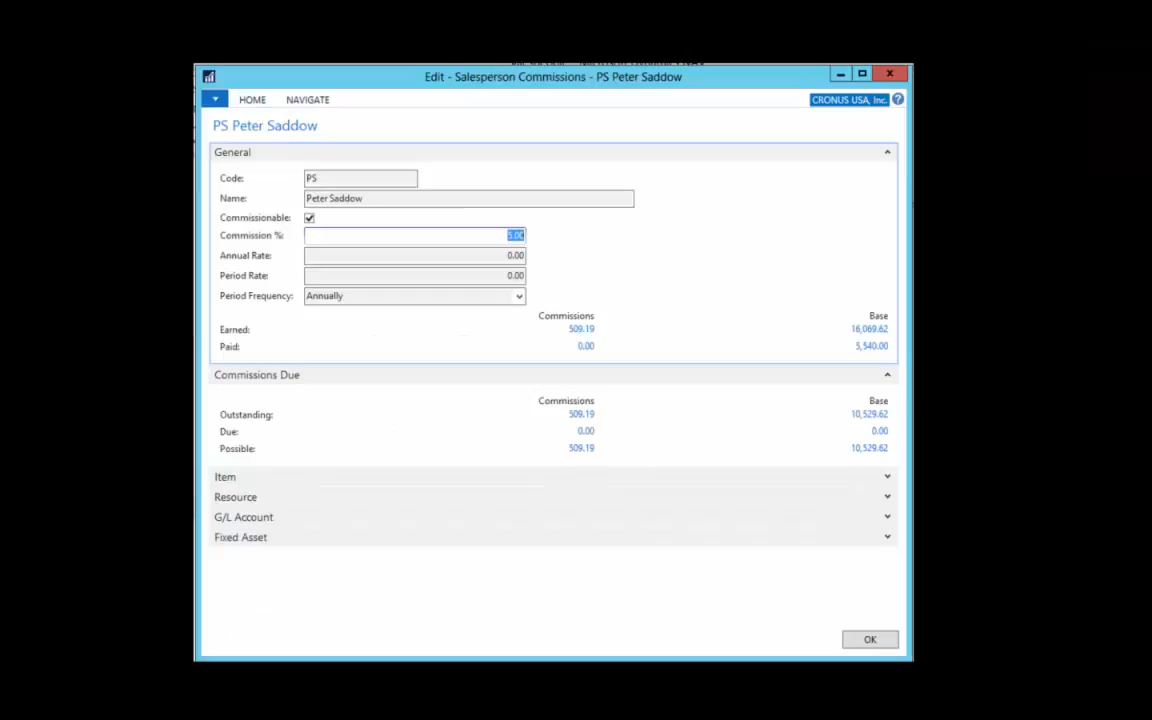 Edit - Salesperson Commissions - PS Peter Saddow
HOME NAVIGATE CRONUS USA, Inc. ?
PS Peter Saddow
General
Code: PS
Name: Peter Saddow
Commissionable:
Commission %: 5.00
Annual Rate: 0.00
Period Rate: 0.00
Period Frequency: Annually
Commissions Base
Earned: 509.19 16,069.62
Paid: 0.00 5,540.00
Commissions Due
Commissions Base
Outstanding: 509.19 10,529.62
Due: 0.00 0.00
Possible: 509.19 10,529.62
Item
Resource
G/L Account
Fixed Asset
OK